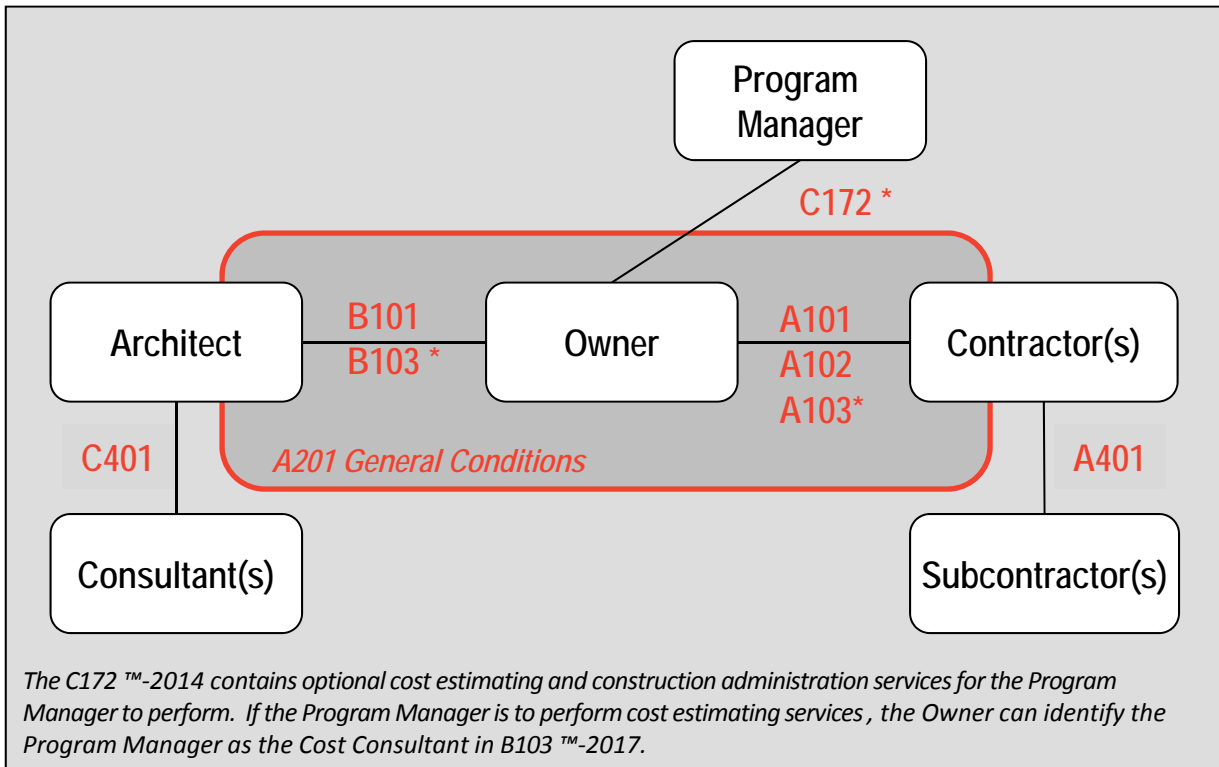 Program
Manager
C172 *
Architect
B101
B103 *
Owner
A101
A102
A103*
Contractor(s)
C401
A201 General Conditions
A401
Consultant(s)
Subcontractor(s)
The C172 ™-2014 contains optional cost estimating and construction administration services for the Program
Manager to perform. If the Program Manager is to perform cost estimating services , the Owner can identify the
Program Manager as the Cost Consultant in B103 ™-2017.